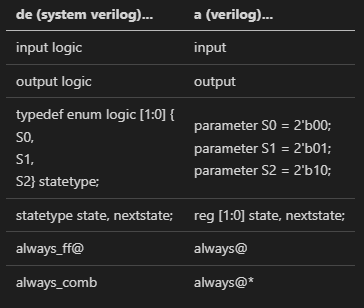 de (system verilog)... a (verilog)...
input logic input
output logic output
typedef enum logic [1:0] {
S0,
S1,
S2} statetype;
parameter S0 = 2'b00;
parameter S1 = 2'b01;
parameter S2 = 2'b10;
statetype state, nextstate; reg [1:0] state, nextstate;
always_ff@ always@
always_comb always@*